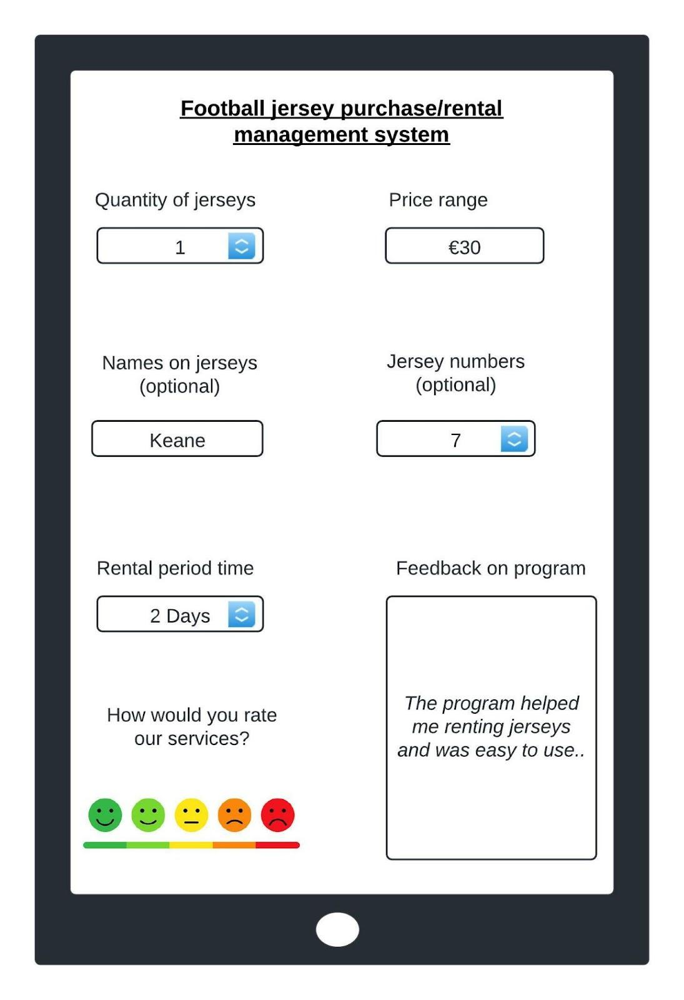 Football jersey purchase/rental
management system
Quantity of jerseys
1
Price range
€30
Names on jerseys
(optional)
Keane
Jersey numbers
(optional)
7
Rental period time
2 Days
Feedback on program
The program helped
me renting jerseys
and was easy to use..
How would you rate
our services?